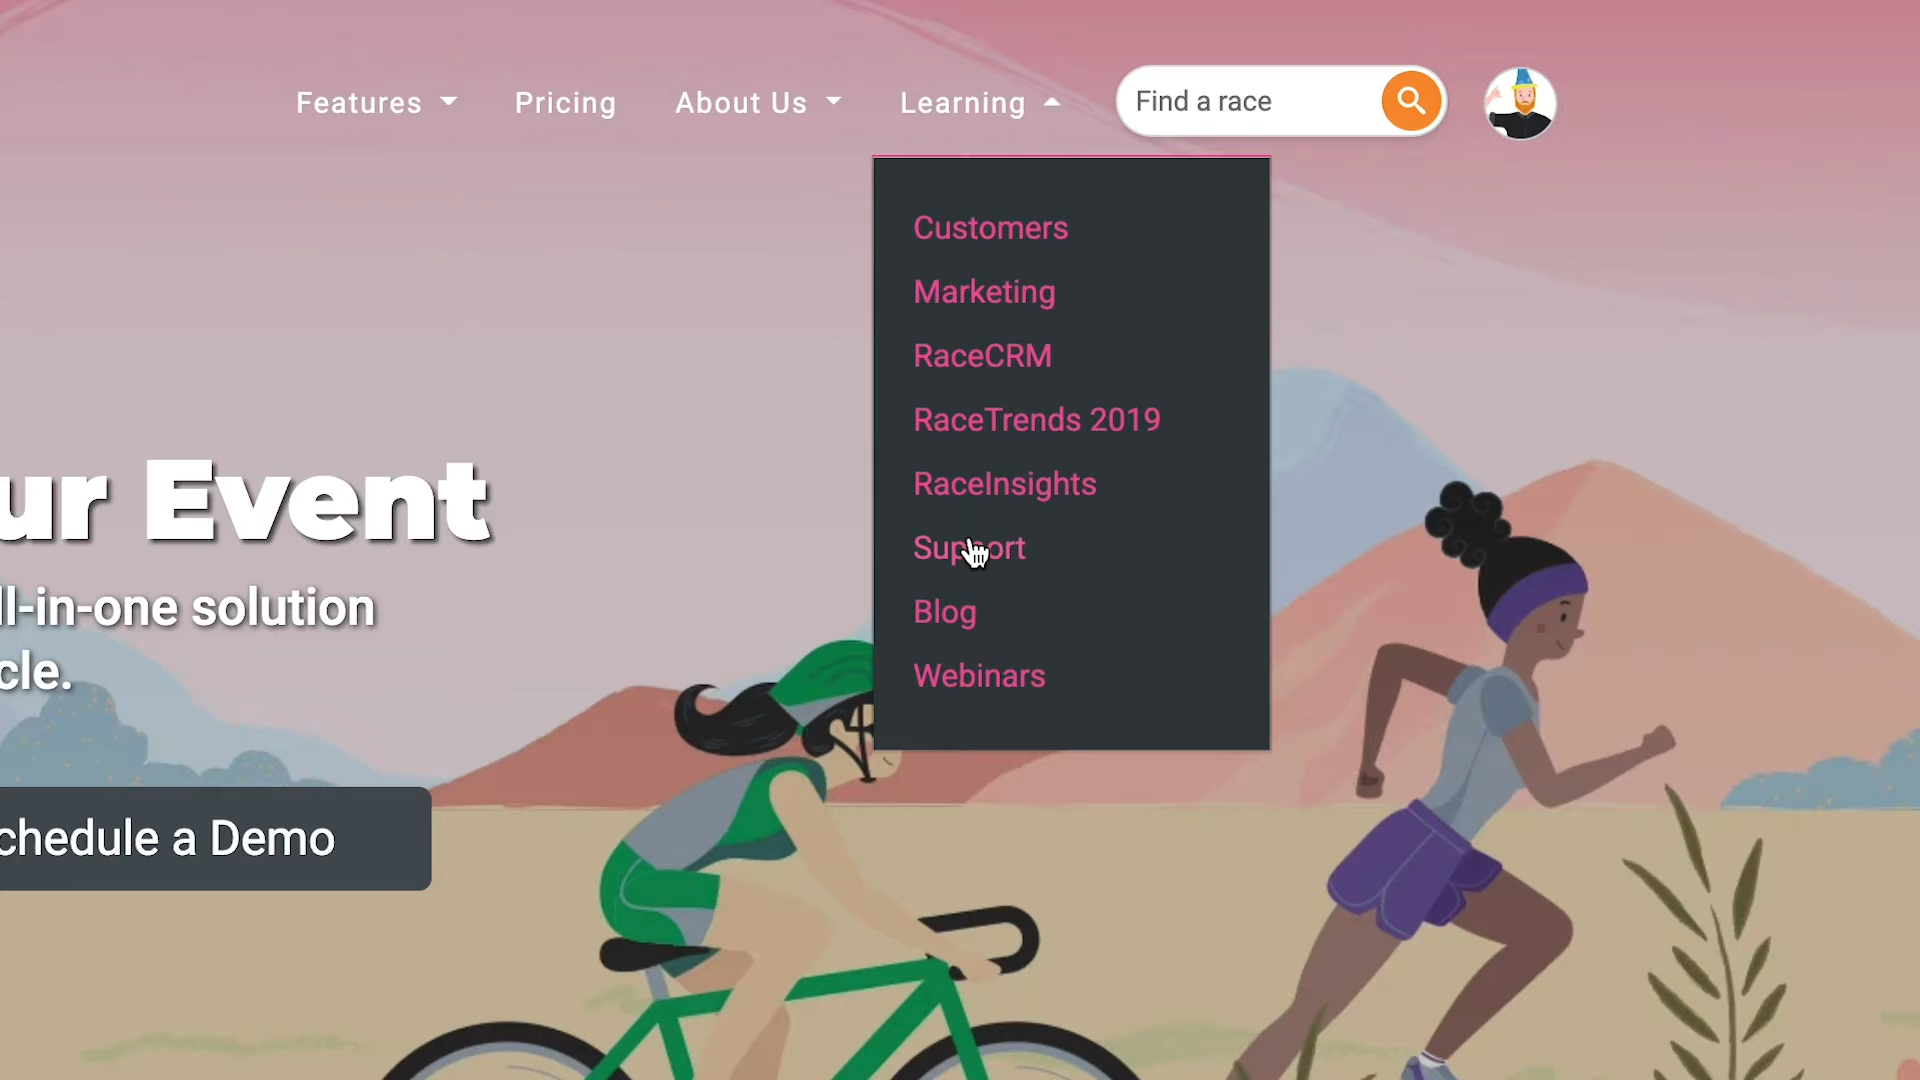 Features
Pricing
About Us
Learning
Find a race
Customers
Marketing
RaceCRM
RaceTrends 2019
RaceInsights
Support
Blog
Webinars
ur Event
ll-in-one solution
cle.
chedule a Demo